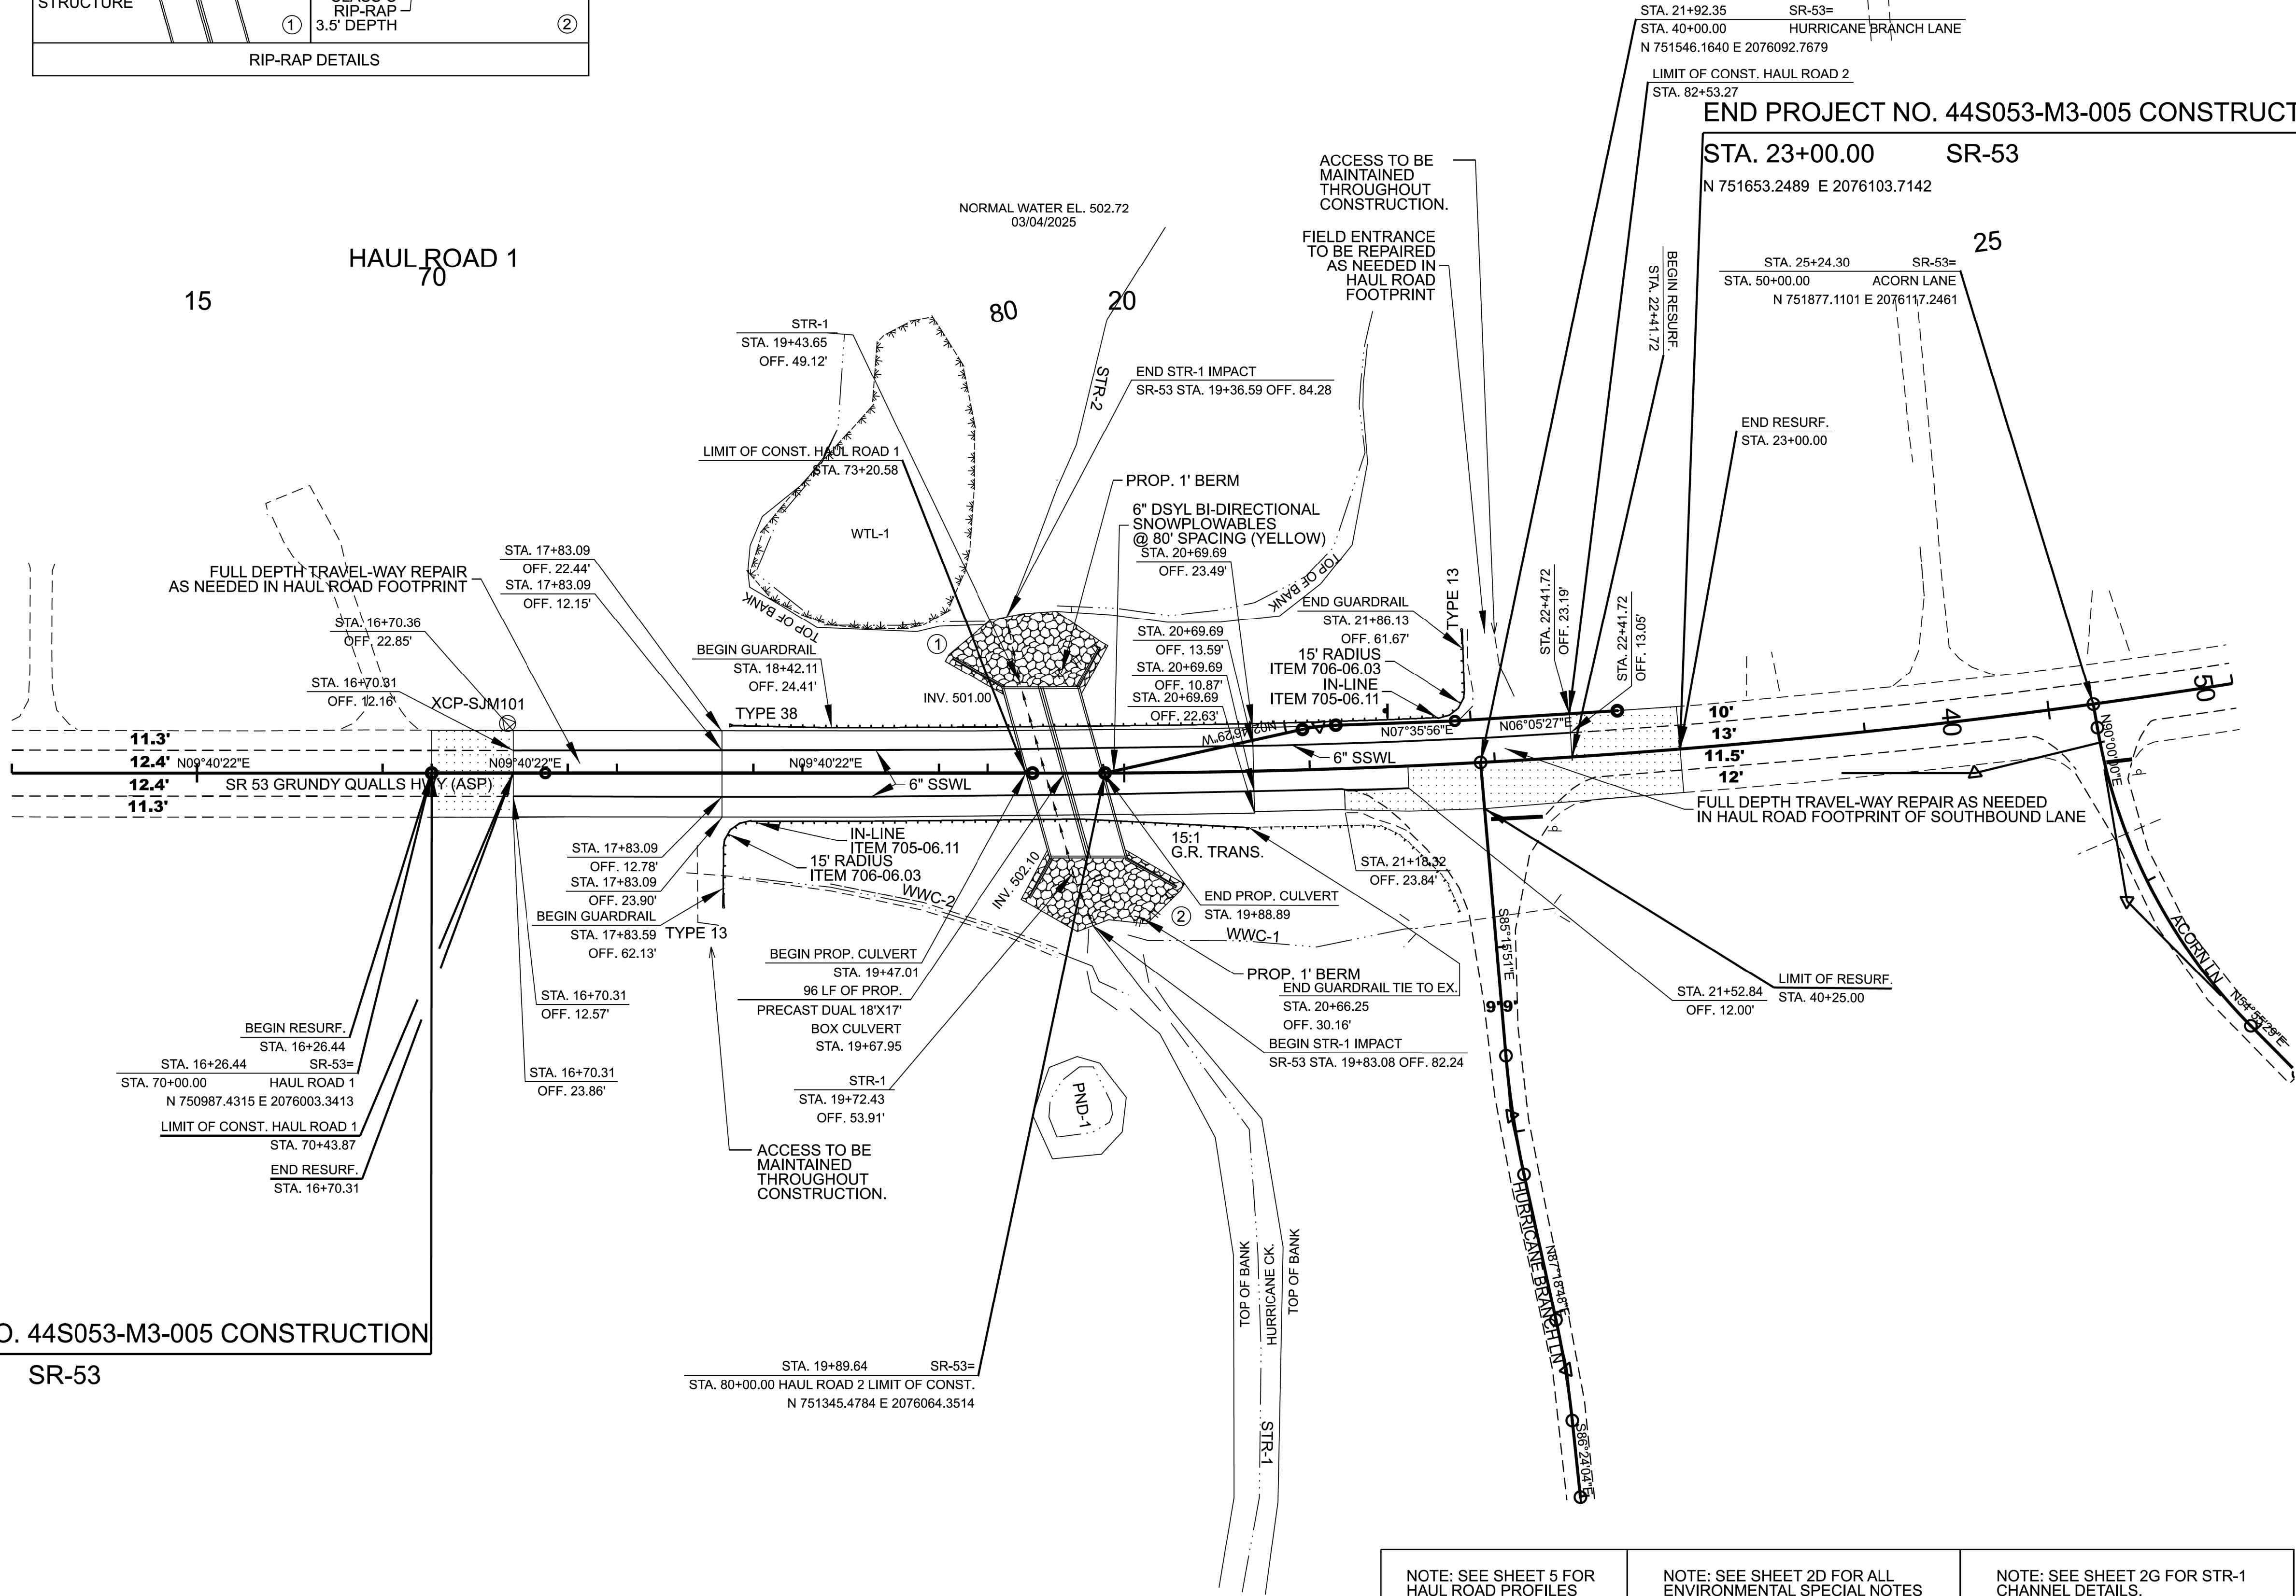 STRUCTURE
RIP-RAP
3.5' DEPTH
1
2
RIP-RAP DETAILS
STA. 21+92.35 SR-53=
STA. 40+00.00 HURRICANE BRANCH LANE
N 751546.1640 E 2076092.7679
LIMIT OF CONST. HAUL ROAD 2
STA. 82+53.27
END PROJECT NO. 44S053-M3-005 CONSTRUCT
STA. 23+00.00 SR-53
N 751653.2489 E 2076103.7142
ACCESS TO BE
MAINTAINED
THROUGHOUT
CONSTRUCTION.
NORMAL WATER EL. 502.72
03/04/2025
FIELD ENTRANCE
TO BE REPAIRED
AS NEEDED IN
HAUL ROAD
FOOTPRINT
HAUL ROAD 1
70
15
80
20
25
BEGIN RESURF.
STA. 22+41.72
STA. 25+24.30 SR-53=
STA. 50+00.00 ACORN LANE
N 751877.1101 E 2076117.2461
STR-1
STA. 19+43.65
OFF. 49.12'
STR-2
END STR-1 IMPACT
SR-53 STA. 19+36.59 OFF. 84.28
END RESURF.
STA. 23+00.00
LIMIT OF CONST. HAUL ROAD 1
STA. 73+20.58
PROP. 1' BERM
6" DSYL BI-DIRECTIONAL
SNOWPLOWABLES
@ 80' SPACING (YELLOW)
STA. 20+69.69
OFF. 23.49'
WTL-1
TOP OF BANK
TOP OF BANK
STA. 17+83.09
OFF. 22.44'
STA. 17+83.09
OFF. 12.15'
FULL DEPTH TRAVEL-WAY REPAIR
AS NEEDED IN HAUL ROAD FOOTPRINT
STA. 16+70.36
OFF. 22.85'
STA. 16+70.31
OFF. 12.16'
XCP-SJM101
BEGIN GUARDRAIL
STA. 18+42.11
OFF. 24.41'
TYPE 38
1
INV. 501.00
STA. 20+69.69
OFF. 13.59'
STA. 20+69.69
OFF. 10.87'
STA. 20+69.69
OFF. 22.63'
END GUARDRAIL
STA. 21+86.13
OFF. 61.67'
15' RADIUS
ITEM 706-06.03
IN-LINE
ITEM 705-06.11
TYPE 13
STA. 22+41.72
OFF. 23.19'
STA. 22+41.72
OFF. 13.05'
11.3'
12.4'
12.4'
11.3'
N09°40'22"E
N09°40'22"E
N09°40'22"E
SR 53 GRUNDY QUALLS HWY (ASP)
6" SSWL
6" SSWL
N02°46'29"W
N07°35'56"E
N06°05'27"E
10'
13'
11.5'
12'
40
50
N90°00'00"E
FULL DEPTH TRAVEL-WAY REPAIR AS NEEDED
IN HAUL ROAD FOOTPRINT OF SOUTHBOUND LANE
IN-LINE
ITEM 705-06.11
15' RADIUS
ITEM 706-06.03
STA. 17+83.09
OFF. 12.78'
STA. 17+83.09
OFF. 23.90'
BEGIN GUARDRAIL
STA. 17+83.59
OFF. 62.13'
TYPE 13
WWC-2
INV. 502.10
15:1
G.R. TRANS.
STA. 21+18.32
OFF. 23.84'
END PROP. CULVERT
STA. 19+88.89
2
WWC-1
PROP. 1' BERM
END GUARDRAIL TIE TO EX.
STA. 20+66.25
OFF. 30.16'
BEGIN STR-1 IMPACT
SR-53 STA. 19+83.08 OFF. 82.24
BEGIN PROP. CULVERT
STA. 19+47.01
96 LF OF PROP.
PRECAST DUAL 18'X17'
BOX CULVERT
STA. 19+67.95
STR-1
STA. 19+72.43
OFF. 53.91'
PND-1
S85°15'51"E
9'9'
STA. 21+52.84
OFF. 12.00'
LIMIT OF RESURF.
STA. 40+25.00
ACORN LN
N54°55'29"E
STA. 16+70.31
OFF. 12.57'
STA. 16+70.31
OFF. 23.86'
BEGIN RESURF.
STA. 16+26.44
STA. 16+26.44 SR-53=
STA. 70+00.00 HAUL ROAD 1
N 750987.4315 E 2076003.3413
LIMIT OF CONST. HAUL ROAD 1
STA. 70+43.87
END RESURF.
STA. 16+70.31
ACCESS TO BE
MAINTAINED
THROUGHOUT
CONSTRUCTION.
TOP OF BANK
HURRICANE CK.
TOP OF BANK
STR-1
HURRICANE BRANCH LN
N87°18'48"E
S86°24'04"E
O. 44S053-M3-005 CONSTRUCTION
SR-53
STA. 19+89.64 SR-53=
STA. 80+00.00 HAUL ROAD 2 LIMIT OF CONST.
N 751345.4784 E 2076064.3514
NOTE: SEE SHEET 5 FOR
HAUL ROAD PROFILES
NOTE: SEE SHEET 2D FOR ALL
ENVIRONMENTAL SPECIAL NOTES
NOTE: SEE SHEET 2G FOR STR-1
CHANNEL DETAILS.